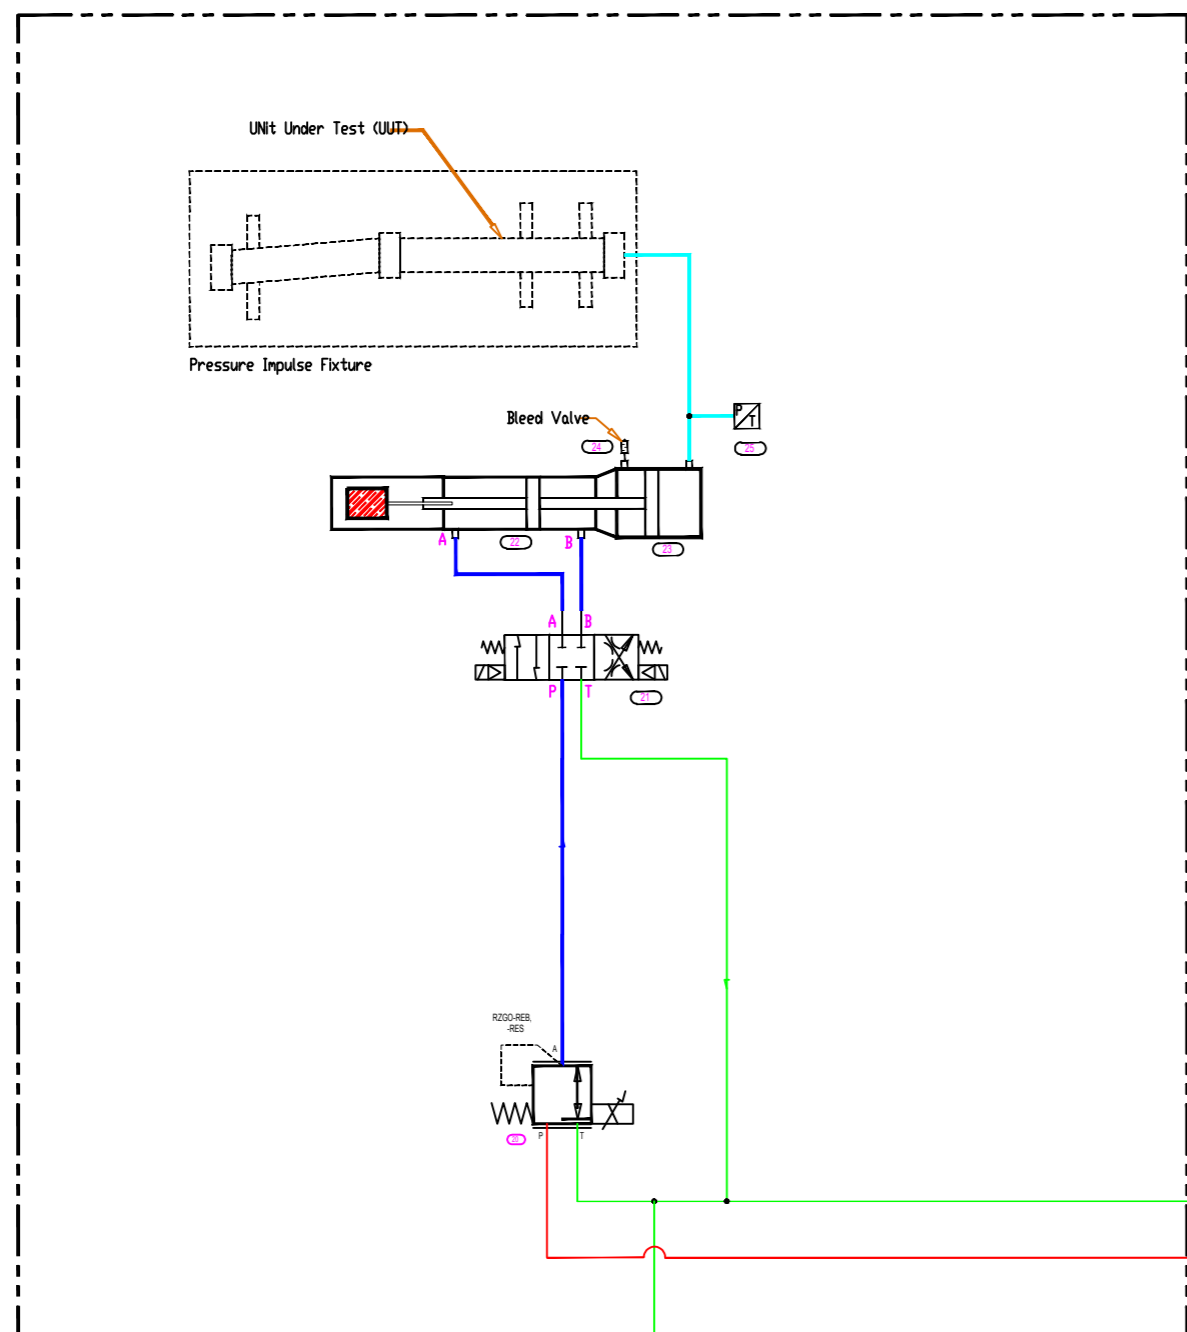 UNit Under Test (UUT)
Pressure Impulse Fixture
Bleed Valve
24
P
T
25
A
22
B
23
A
B
P
T
21
RZGO-REB,
-RES
A
20
P
T